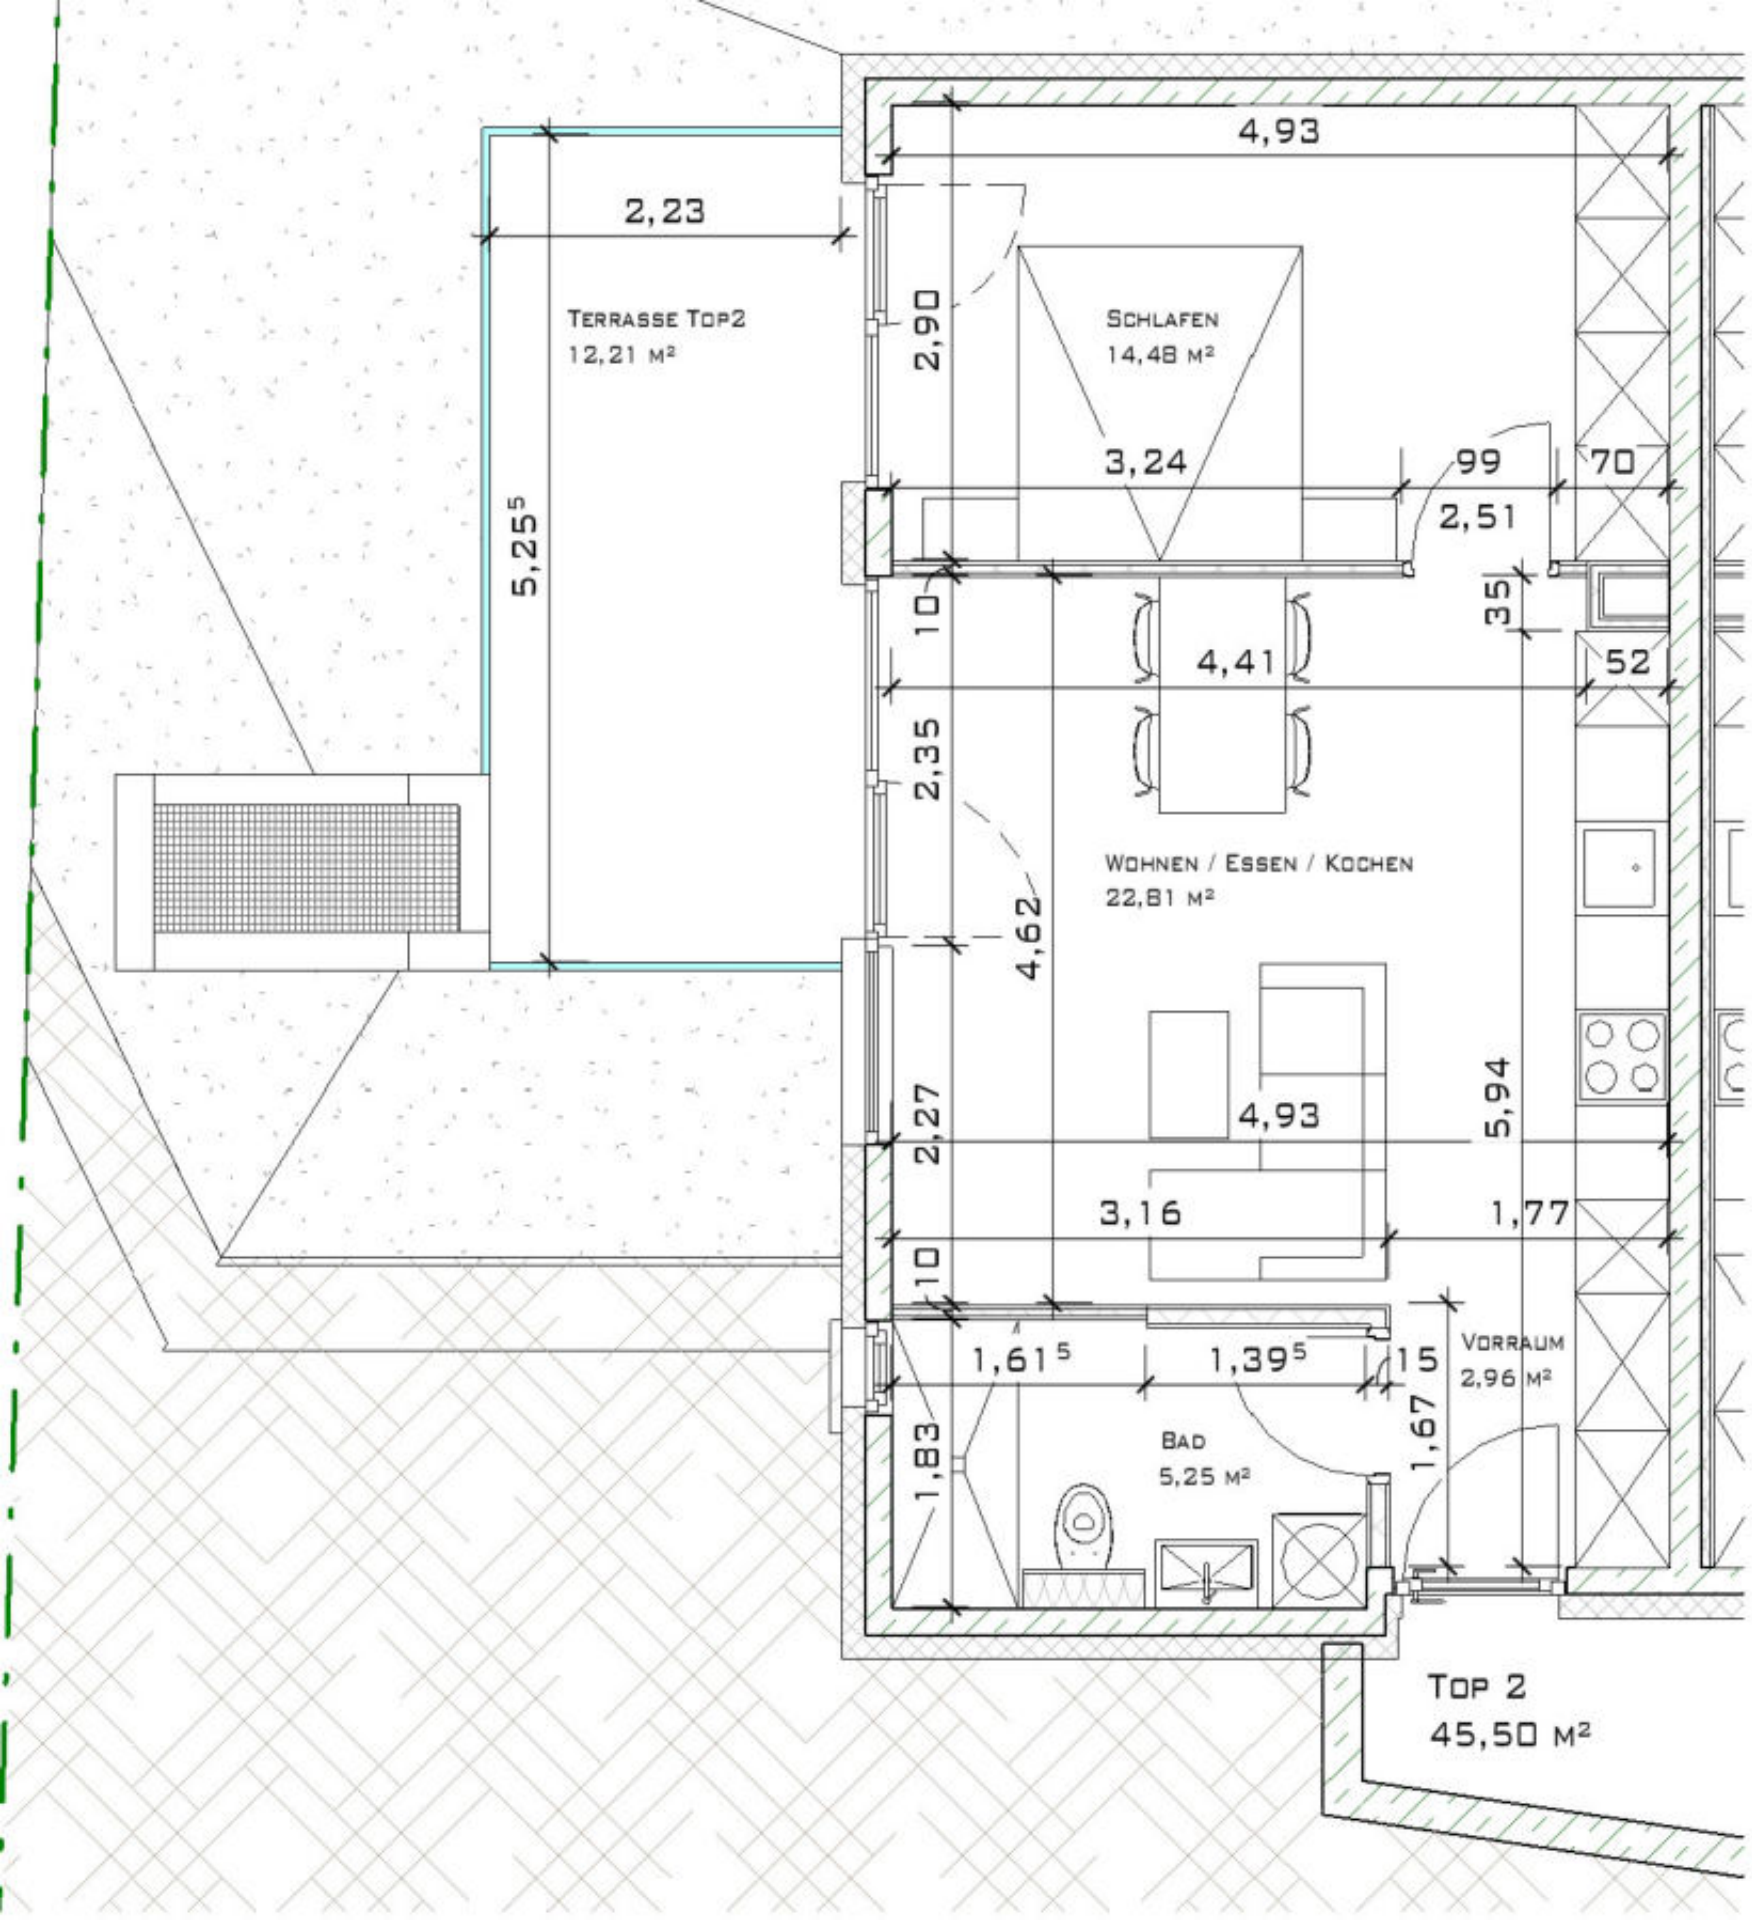 4,93
2,23
TERRASSE TOP2
12,21 M²
2,90
SCHLAFEN
14,48 M²
3,24
99
70
2,51
5,25⁵
10
35
4,41
52
2,35
WOHNEN / ESSEN / KOCHEN
22,81 M²
4,62
2,27
4,93
5,94
3,16
1,77
10
1,61⁵
1,39⁵
15
VORRAUM
2,96 M²
1,67
1,83
BAD
5,25 M²
TOP 2
45,50 M²